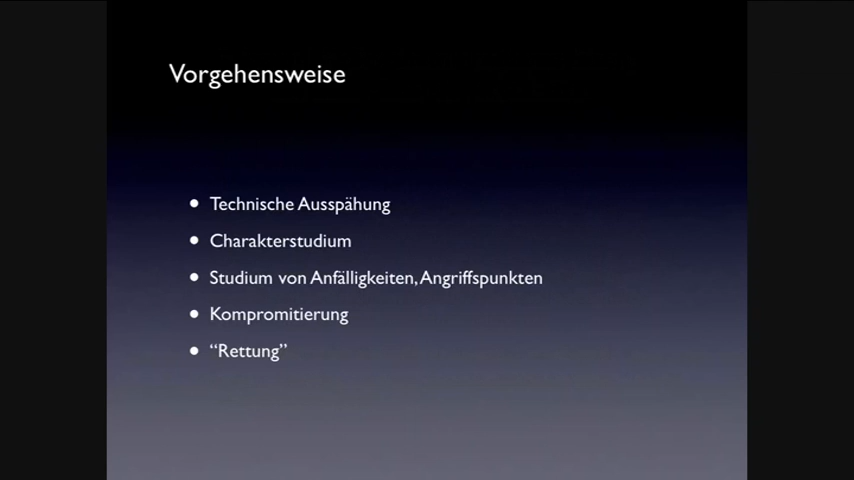 Vorgehensweise
• Technische Ausspähung
• Charakterstudium
• Studium von Anfälligkeiten, Angriffspunkten
• Kompromitierung
• “Rettung”